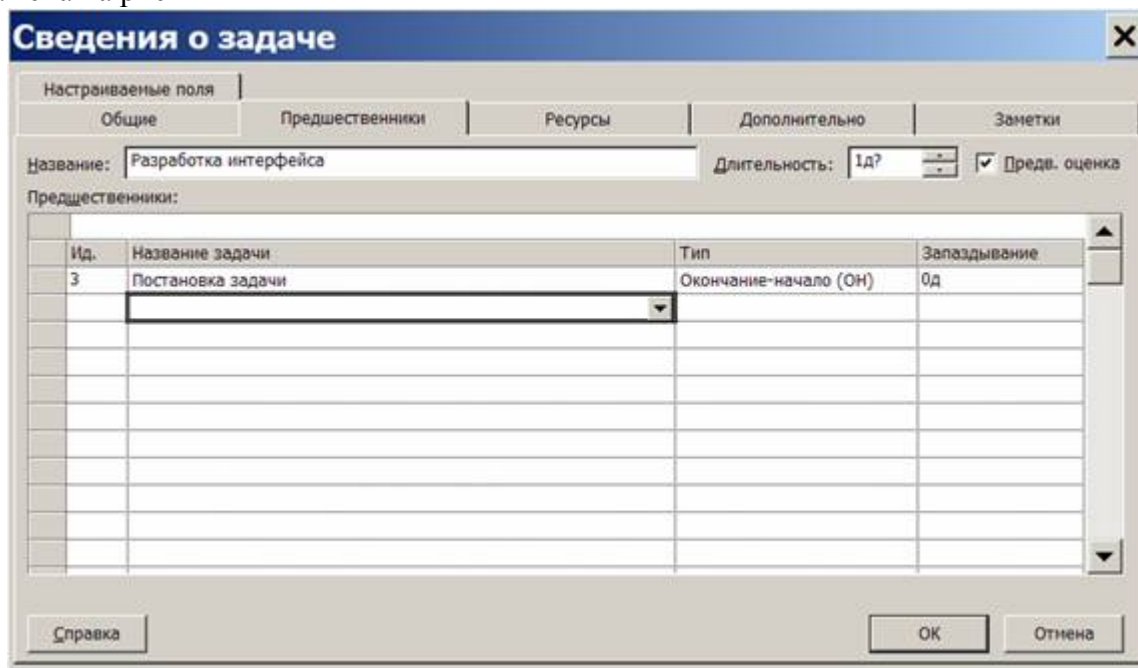 Сведения о задаче
Настраиваемые поля
Общие Предшественники Ресурсы Дополнительно Заметки
Название: Разработка интерфейса Длительность: 1д? Предв. оценка
Предшественники:
Ид. Название задачи Тип Запаздывание
3 Постановка задачи Окончание-начало (ОН) 0д
Справка ОК Отмена